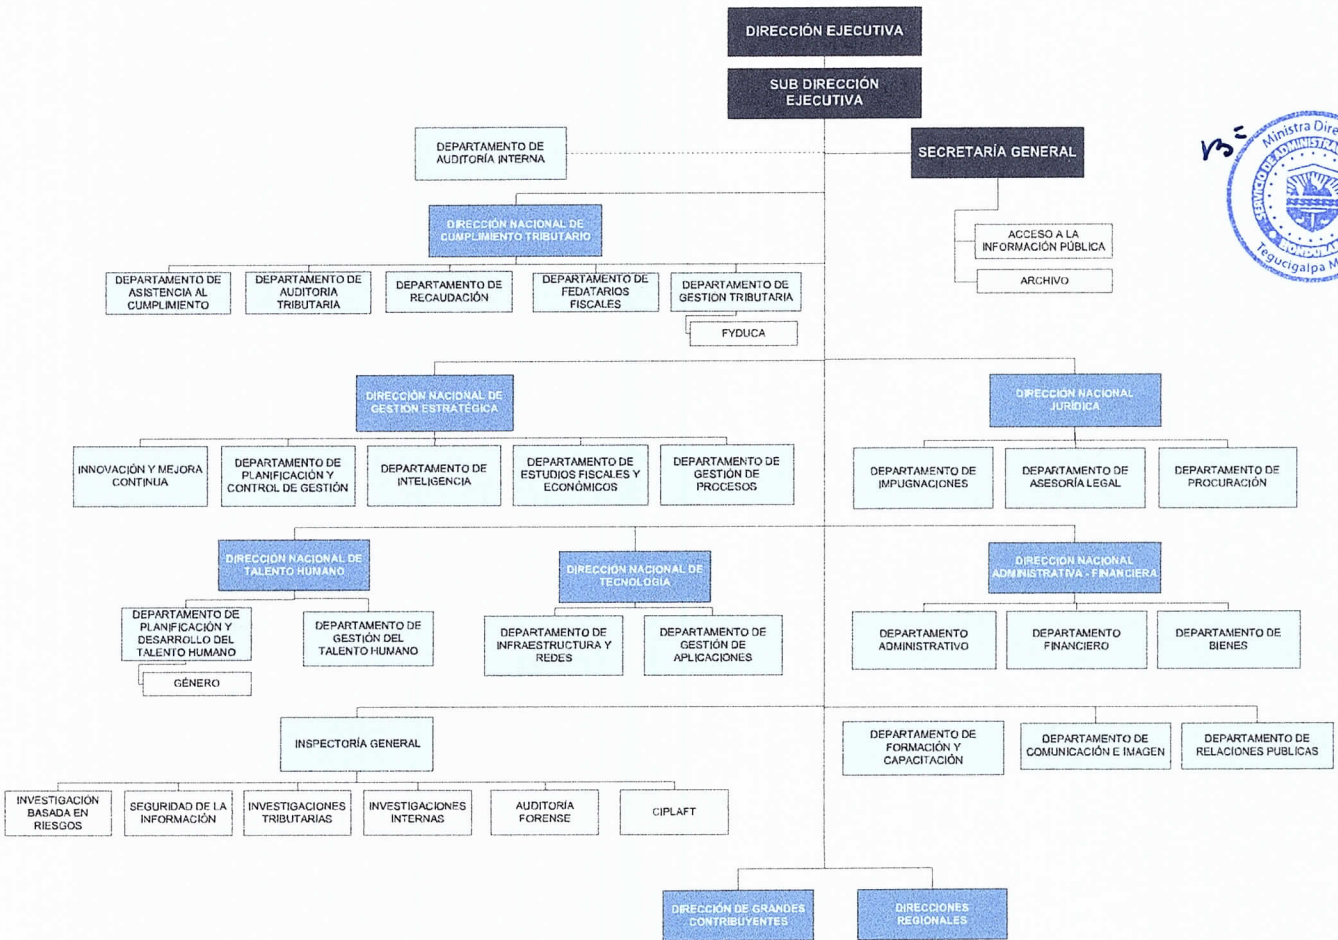 DIRECCIÓN EJECUTIVA
SUB DIRECCIÓN
EJECUTIVA
DEPARTAMENTO DE
AUDITORÍA INTERNA
SECRETARÍA GENERAL
Ministra
SERVICIO DE
Tegucigalpa
DIRECCIÓN NACIONAL DE
CUMPLIMIENTO TRIBUTARIO
ACCESO A LA
INFORMACIÓN PÚBLICA
ARCHIVO
DEPARTAMENTO DE
ASISTENCIA AL
CUMPLIMIENTO
DEPARTAMENTO DE
AUDITORIA
TRIBUTARIA
DEPARTAMENTO DE
RECAUDACIÓN
DEPARTAMENTO DE
FEDATARIOS
FISCALES
DEPARTAMENTO DE
GESTION TRIBUTARIA
FYDUCA
DIRECCIÓN NACIONAL DE
GESTIÓN ESTRATÉGICA
DIRECCIÓN NACIONAL
JURÍDICA
INNOVACIÓN Y MEJORA
CONTINUA
DEPARTAMENTO DE
PLANIFICACIÓN Y
CONTROL DE GESTIÓN
DEPARTAMENTO DE
INTELIGENCIA
DEPARTAMENTO DE
ESTUDIOS FISCALES Y
ECONÓMICOS
DEPARTAMENTO DE
GESTIÓN DE
PROCESOS
DEPARTAMENTO DE
IMPUGNACIONES
DEPARTAMENTO DE
ASESORÍA LEGAL
DEPARTAMENTO DE
PROCURACIÓN
DIRECCIÓN NACIONAL DE
TALENTO HUMANO
DIRECCIÓN NACIONAL DE
TECNOLOGÍA
DIRECCIÓN NACIONAL
ADMINISTRATIVA - FINANCIERA
DEPARTAMENTO DE
PLANIFICACIÓN Y
DESARROLLO DEL
TALENTO HUMANO
GÉNERO
DEPARTAMENTO DE
GESTIÓN DEL
TALENTO HUMANO
DEPARTAMENTO DE
INFRAESTRUCTURA Y
REDES
DEPARTAMENTO DE
GESTIÓN DE
APLICACIONES
DEPARTAMENTO
ADMINISTRATIVO
DEPARTAMENTO
FINANCIERO
DEPARTAMENTO DE
BIENES
INSPECTORÍA GENERAL
DEPARTAMENTO DE
FORMACIÓN Y
CAPACITACIÓN
DEPARTAMENTO DE
COMUNICACIÓN E IMAGEN
DEPARTAMENTO DE
RELACIONES PUBLICAS
INVESTIGACIÓN
BASADA EN
RIESGOS
SEGURIDAD DE LA
INFORMACIÓN
INVESTIGACIONES
TRIBUTARIAS
INVESTIGACIONES
INTERNAS
AUDITORÍA
FORENSE
CIPLAFT
DIRECCIÓN DE GRANDES
CONTRIBUYENTES
DIRECCIONES
REGIONALES